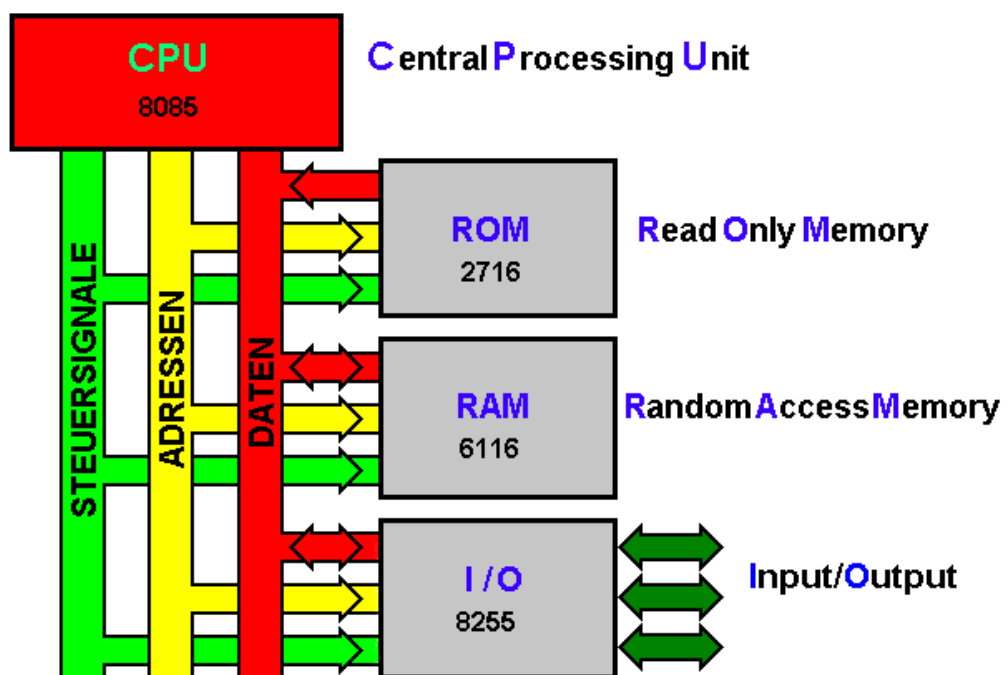 CPU
8085
Central Processing Unit
ROM
2716
Read Only Memory
STEUERSIGNALE
ADRESSEN
DATEN
RAM
6116
Random Access Memory
I/O
8255
Input/Output